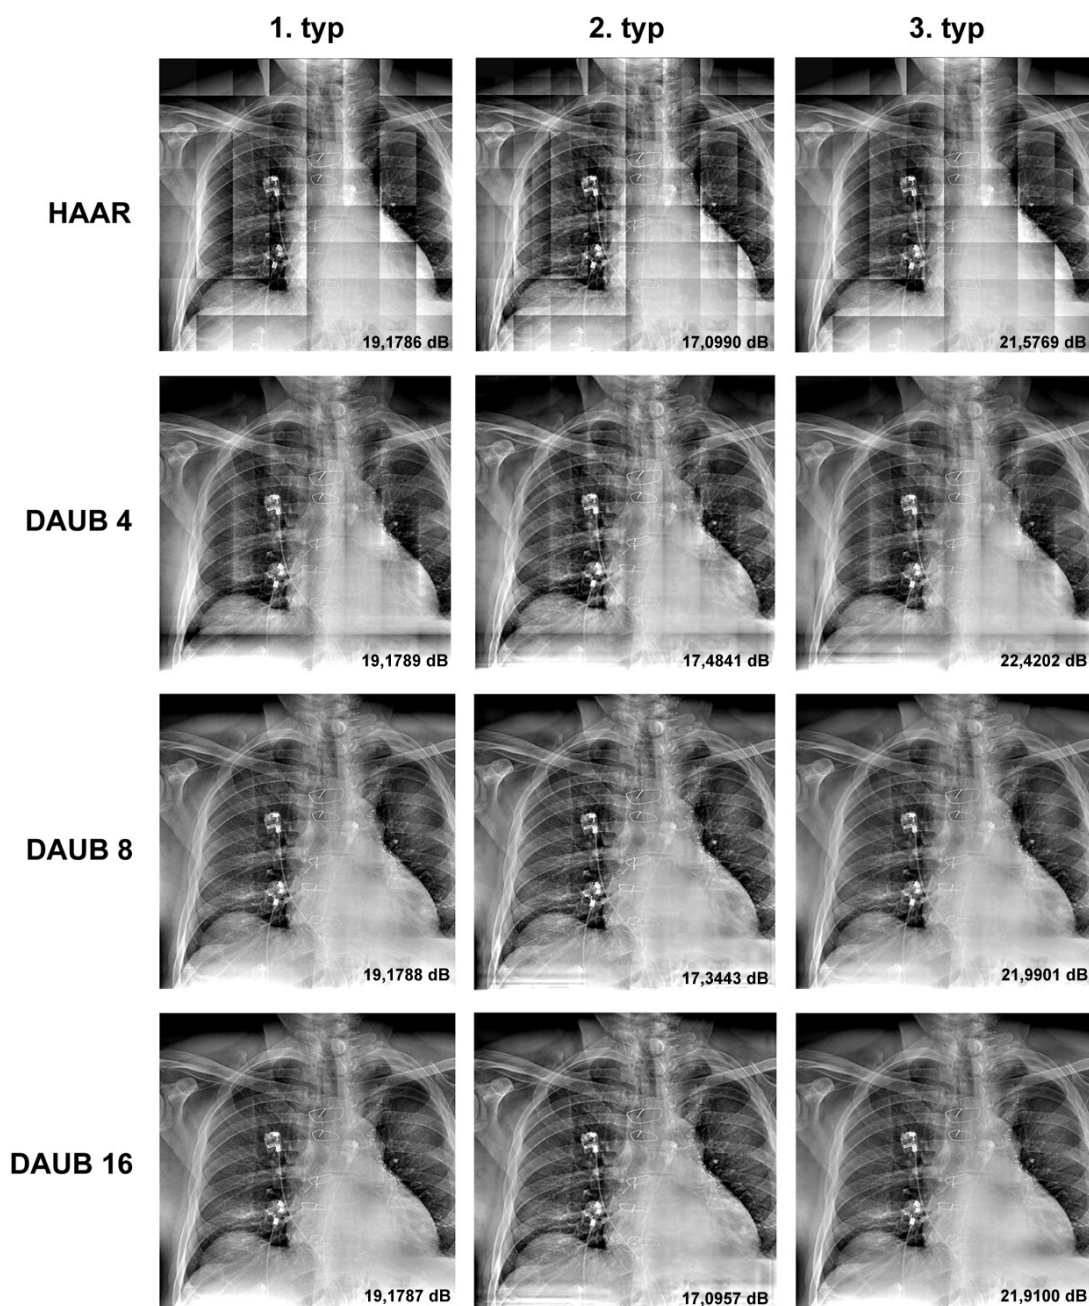 1. typ 2. typ 3. typ
HAAR
19,1786 dB 17,0990 dB 21,5769 dB
DAUB 4
19,1789 dB 17,4841 dB 22,4202 dB
DAUB 8
19,1788 dB 17,3443 dB 21,9901 dB
DAUB 16
19,1787 dB 17,0957 dB 21,9100 dB